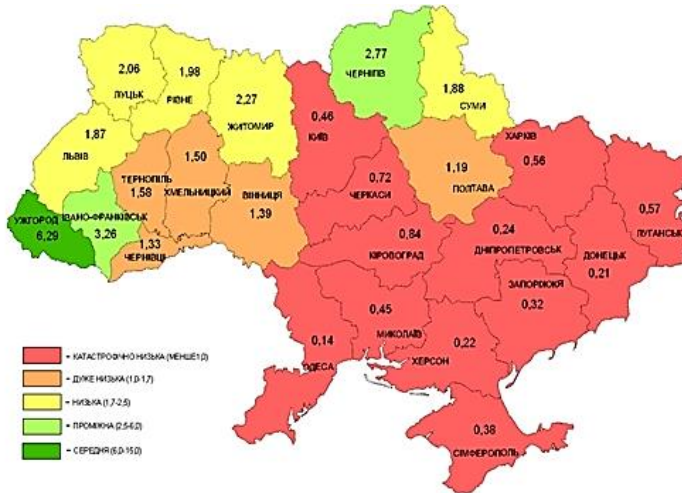 2,06
ЛУЦЬК
1,98
РІВНЕ
2,27
ЖИТОМИР
0,46
КИЇВ
2,77
ЧЕРНІГІВ
1,88
СУМИ
1,87
ЛЬВІВ
ТЕРНОПІЛЬ
1,58
1,50
ХМЕЛЬНИЦЬКИЙ
ВІННИЦЯ
1,39
0,72
ЧЕРКАСИ
1,19
ПОЛТАВА
ХАРКІВ
0,56
0,57
ЛУГАНСЬК
УЖГОРОД
6,29
ІВАНО-ФРАНКІВСЬК
3,26
1,33
ЧЕРНІВЦІ
0,84
КІРОВОГРАД
0,24
ДНІПРОПЕТРОВСЬК
ДОНЕЦЬК
0,21
ЗАПОРІЖЖЯ
0,32
0,45
МИКОЛАЇВ
0,14
ОДЕСА
0,22
ХЕРСОН
0,38
СІМФЕРОПОЛЬ
- КАТАСТРОФІЧНО НИЗЬКА (МЕНШЕ 1,0)
- ДУЖЕ НИЗЬКА (1,0-1,7)
- НИЗЬКА (1,7-2,5)
- ПРОМІЖНА (2,5-6,0)
- СЕРЕДНЯ (6,0-15,0)